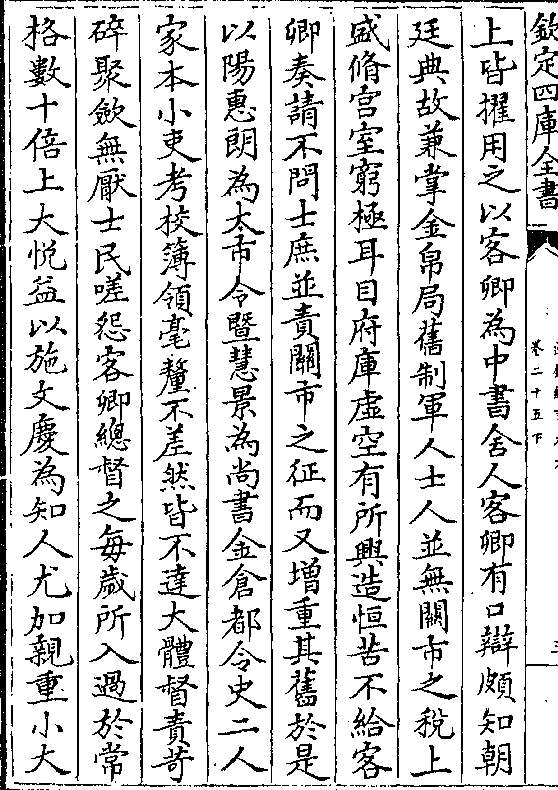 欽定四庫全書
卷二十五下
上皆擢用之以客卿為中書舍人客卿有口辯頗知朝
廷典故兼掌金帛局舊制軍人士人並無關市之稅上
盛脩宫室窮極耳目府庫虛空有所興造恒苦不給客
卿奏請不問士庶並責關市之征而又增重其舊於是
以陽惠朗為太市令暨慧景為尚書金倉都令史二人
家本小吏考校簿領毫釐不差然皆不達大體督責苛
碎聚斂無厭士民嗟怨客卿總督之每歲所入過於常
格數十倍上大悅益以施文慶為知人尤加親重小大